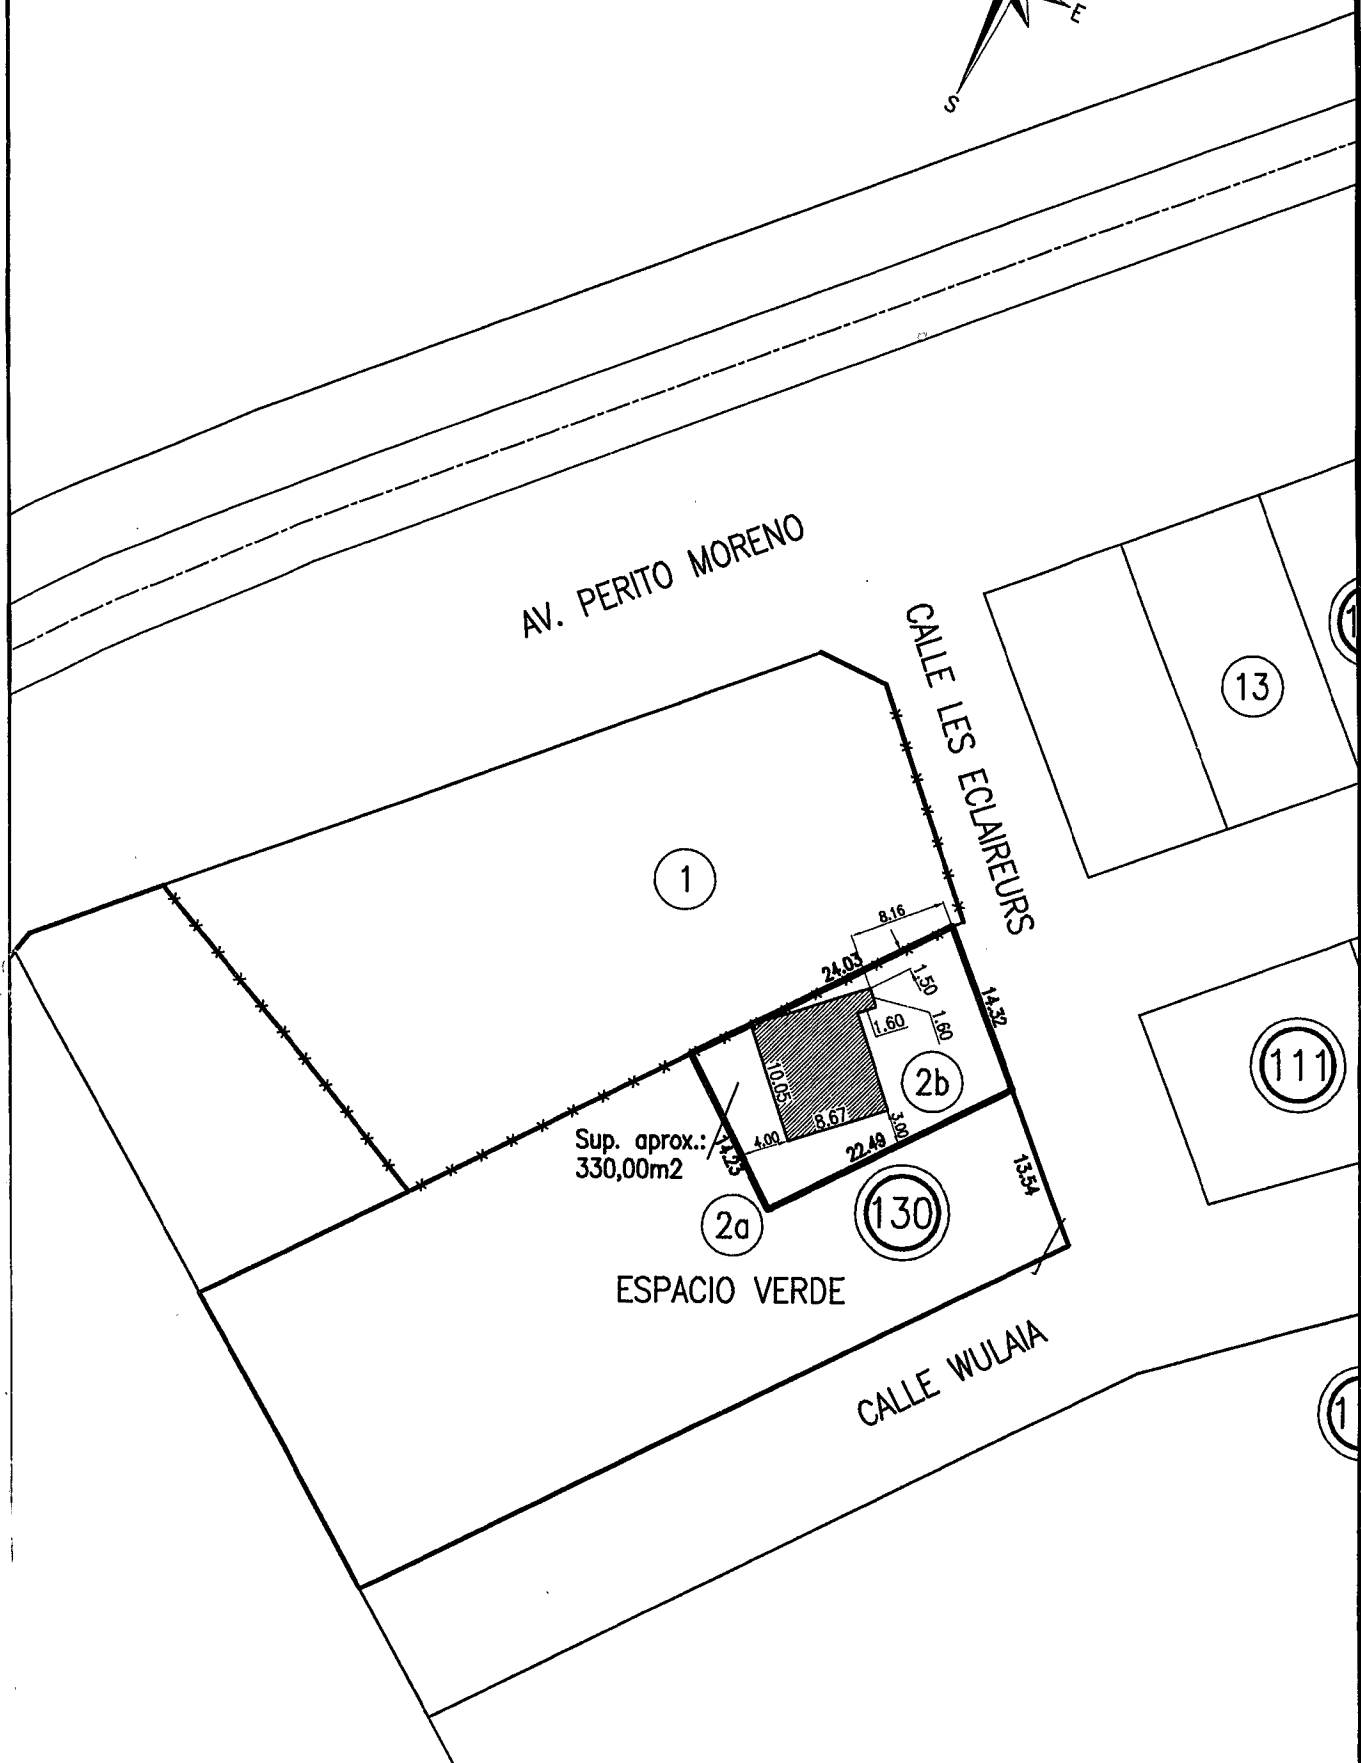 E
S
AV. PERITO MORENO
CALLE LES ECLAIREURS
13
1
8.16
24.03
1.50
14.32
1.60
1.60
111
2b
10.05
8.67
3.00
4.00
Sup. aprox.:
330,00m2
14.23
22.49
13.54
2a
130
ESPACIO VERDE
CALLE WULAIA